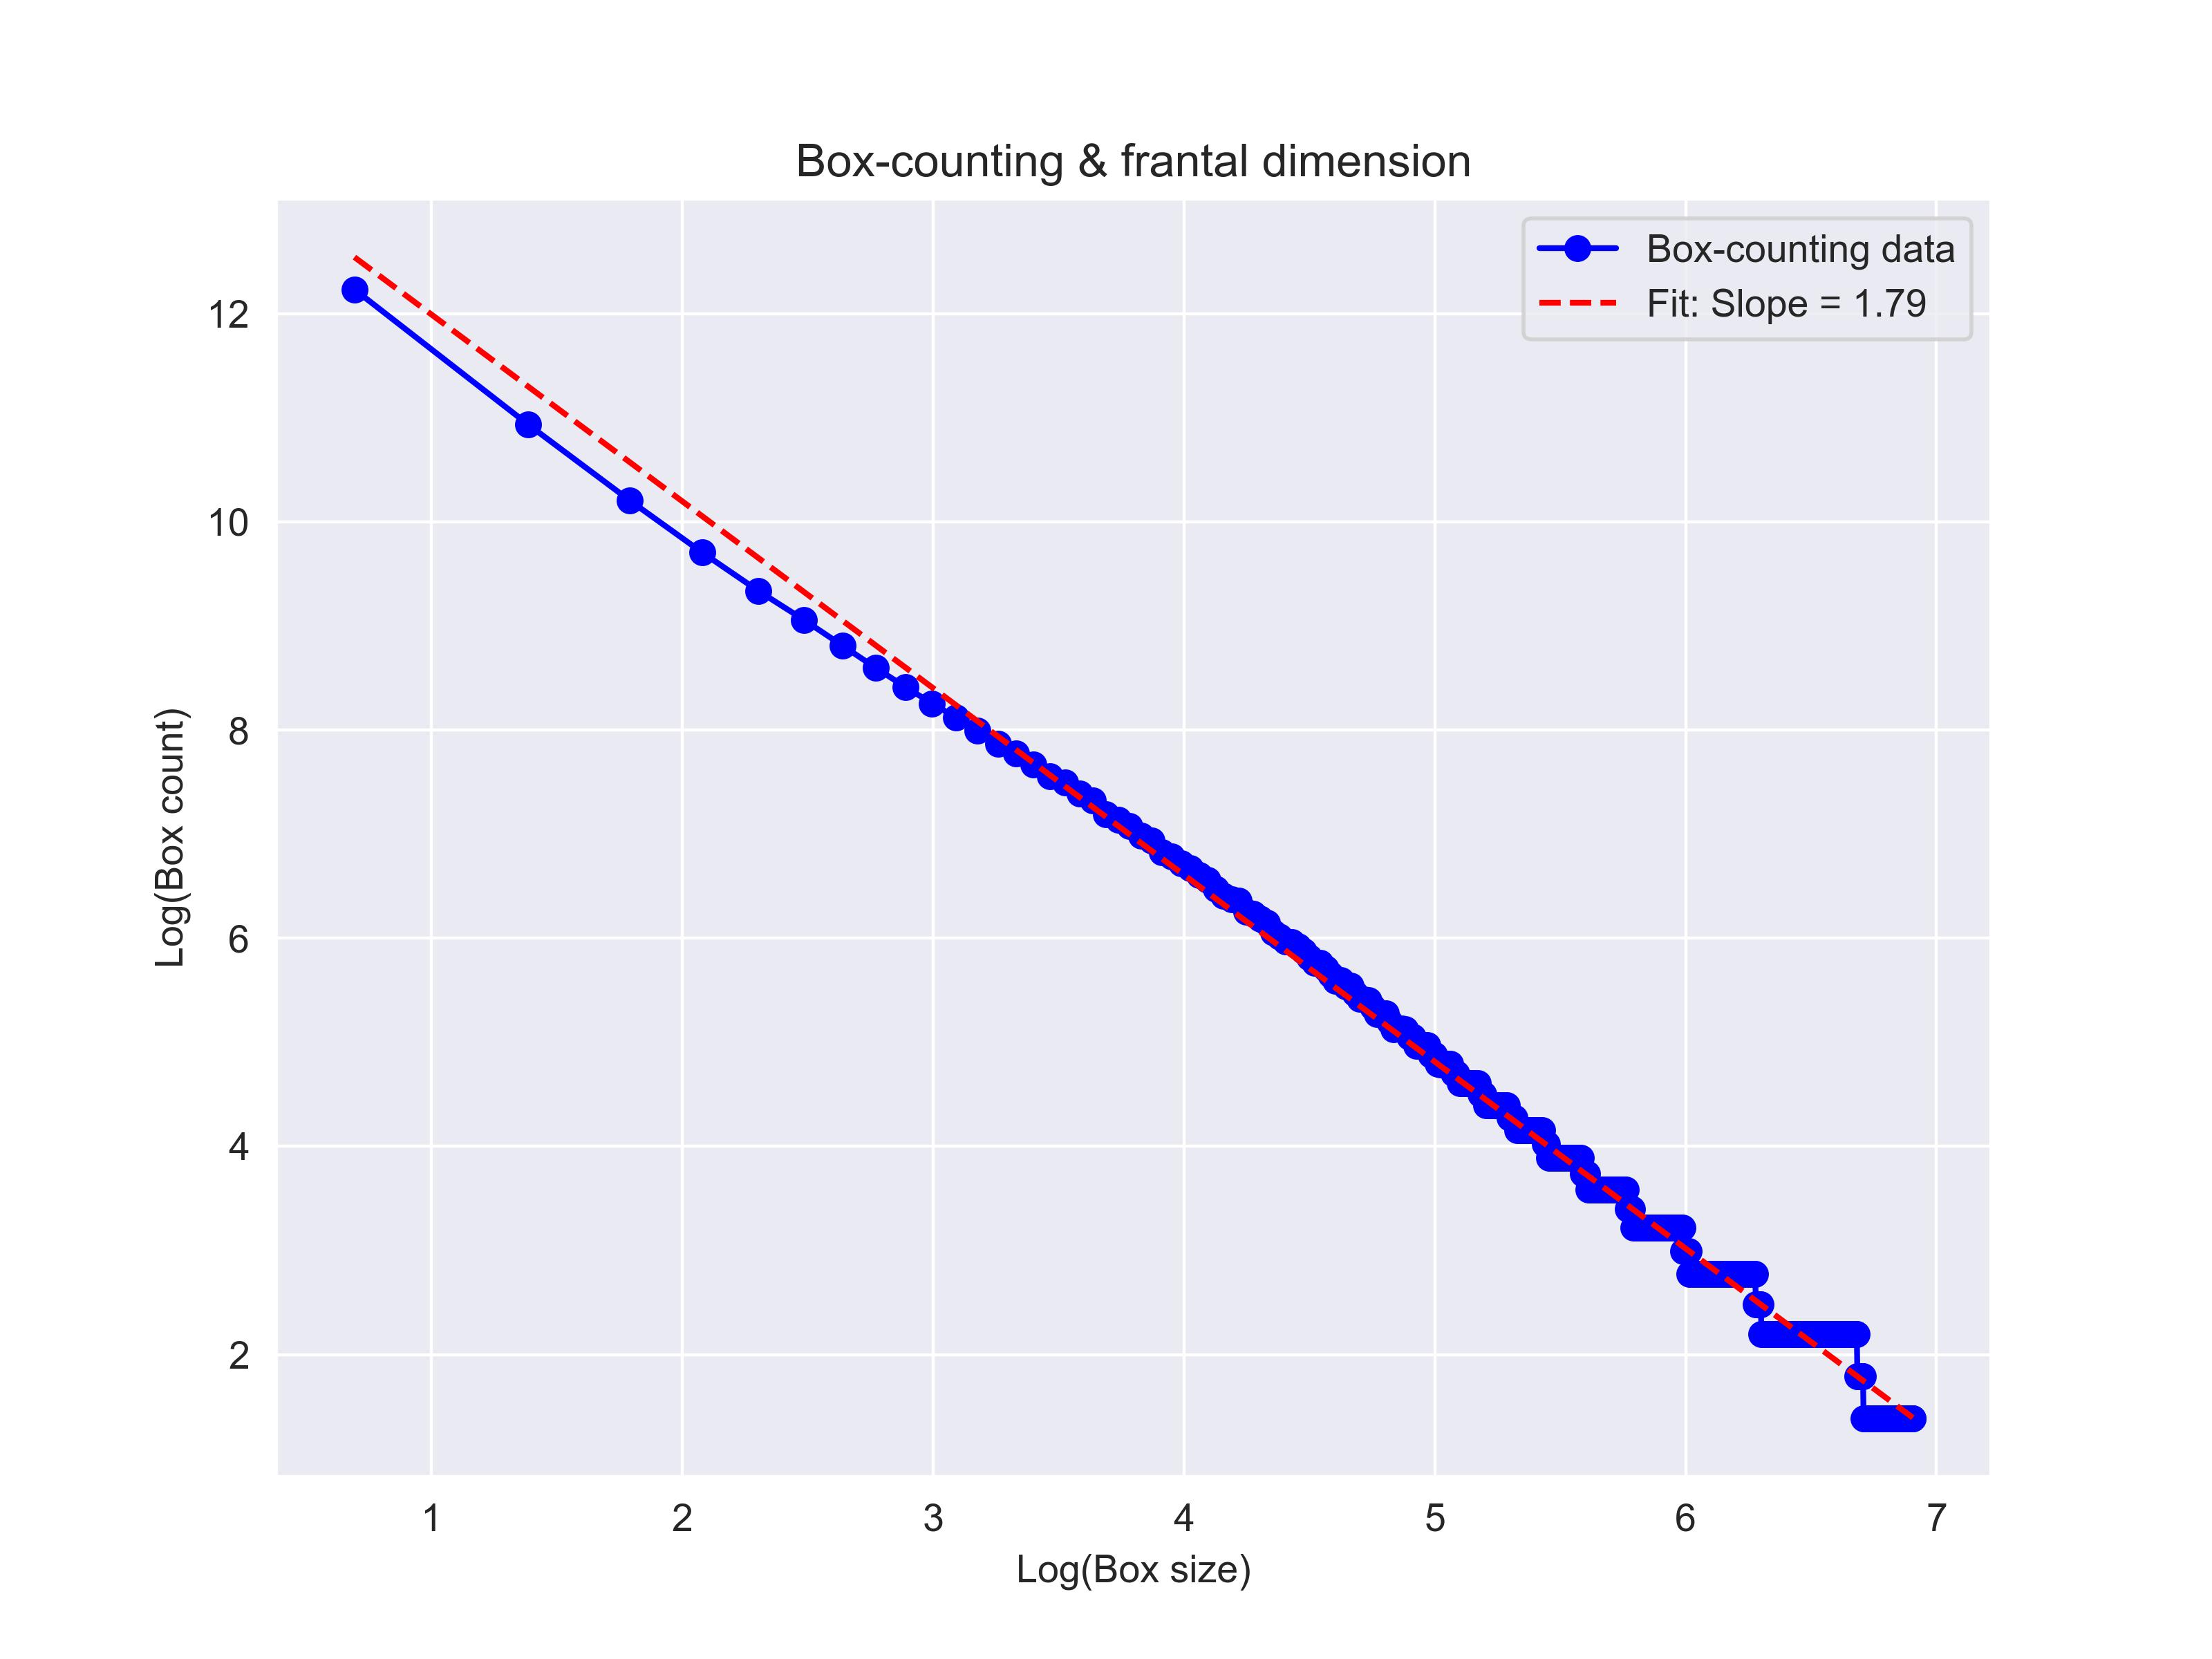 Box-counting & frantal dimension
Box-counting data
Fit: Slope = 1.79
12
10
8
6
4
2
Log(Box count)
1 2 3 4 5 6 7
Log(Box size)